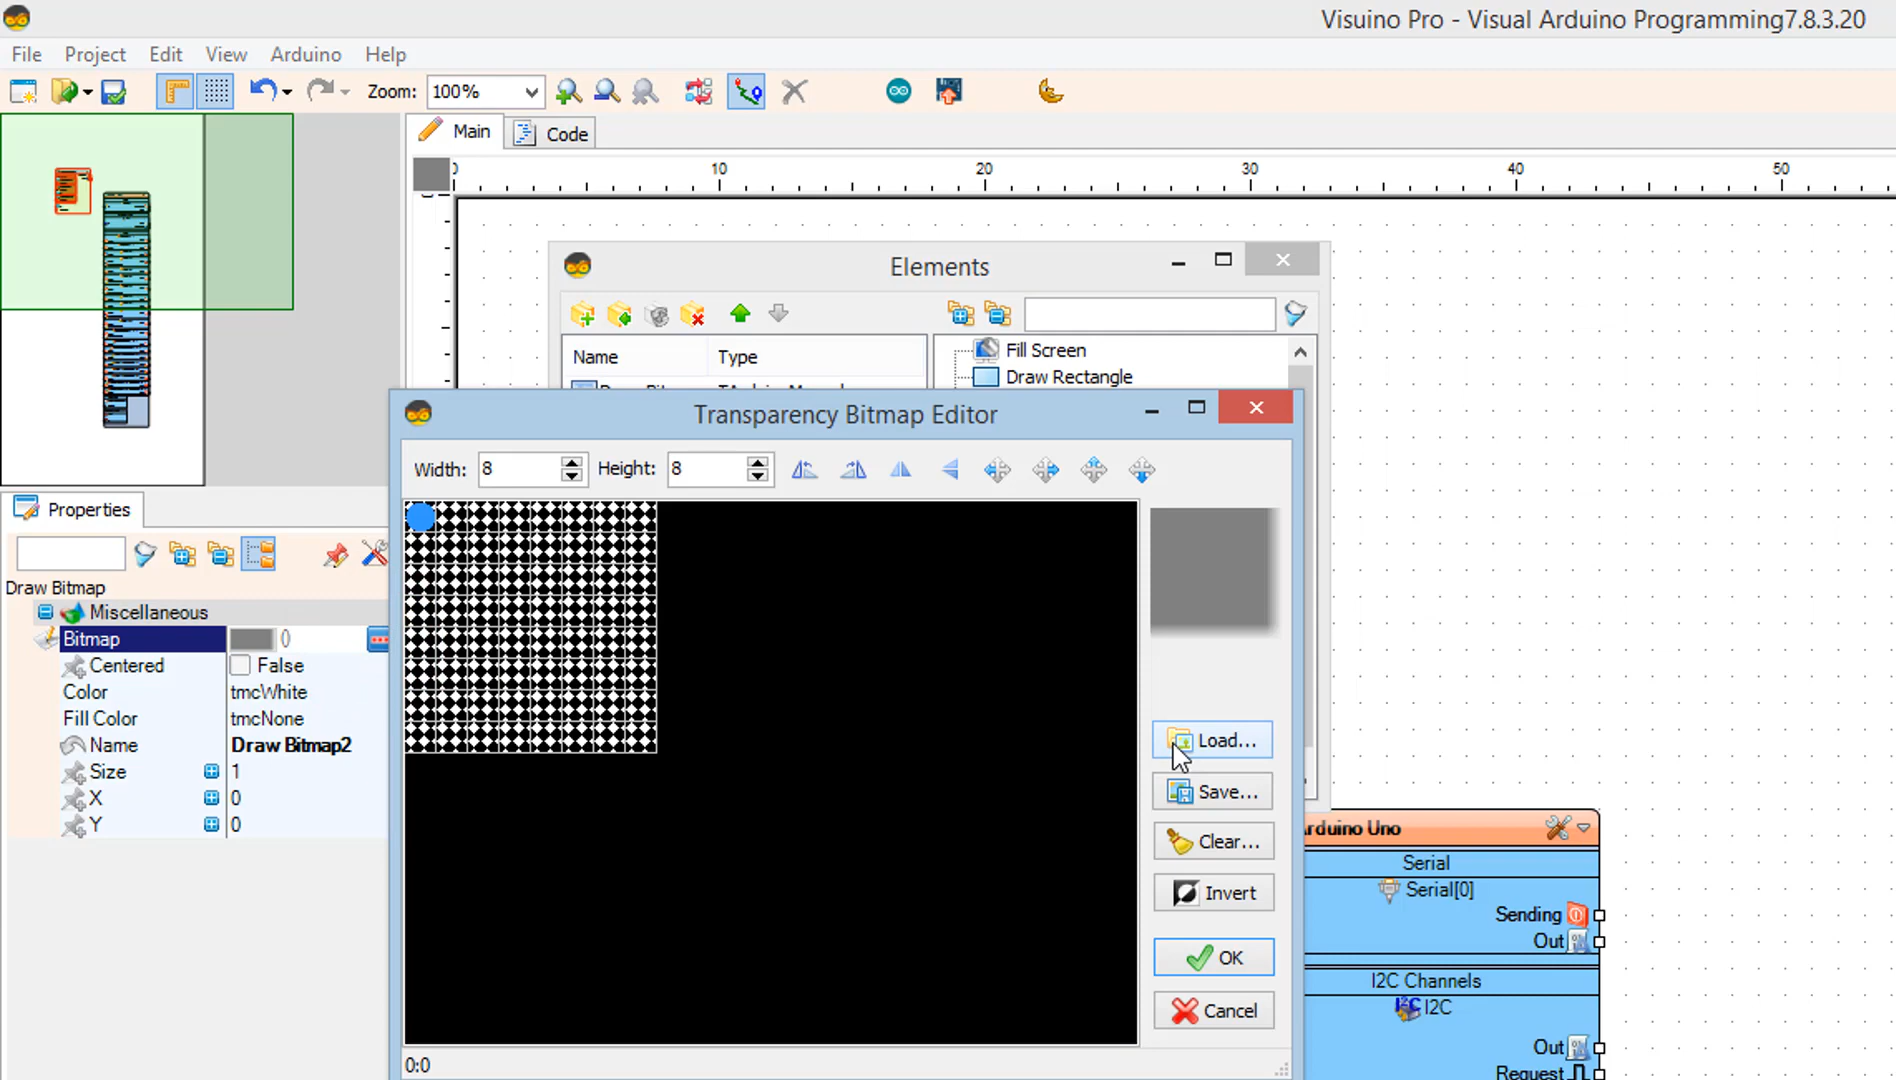 Visuino Pro - Visual Arduino Programming7.8.3.20
File Project Edit View Arduino Help
Zoom: 100%
Main Code
0 10 20 30 40 50
Elements
Name Type
Fill Screen
Draw Rectangle
Transparency Bitmap Editor
Width: 8 Height: 8
Properties
Draw Bitmap
Miscellaneous
Bitmap ()
Centered False
Color tmcWhite
Fill Color tmcNone
Name Draw Bitmap2
Size 1
X 0
Y 0
Load...
Save...
Clear...
Invert
OK
Cancel
0:0
rduino Uno
Serial
Serial[0]
Sending
Out
I2C Channels
I2C
Out
Request